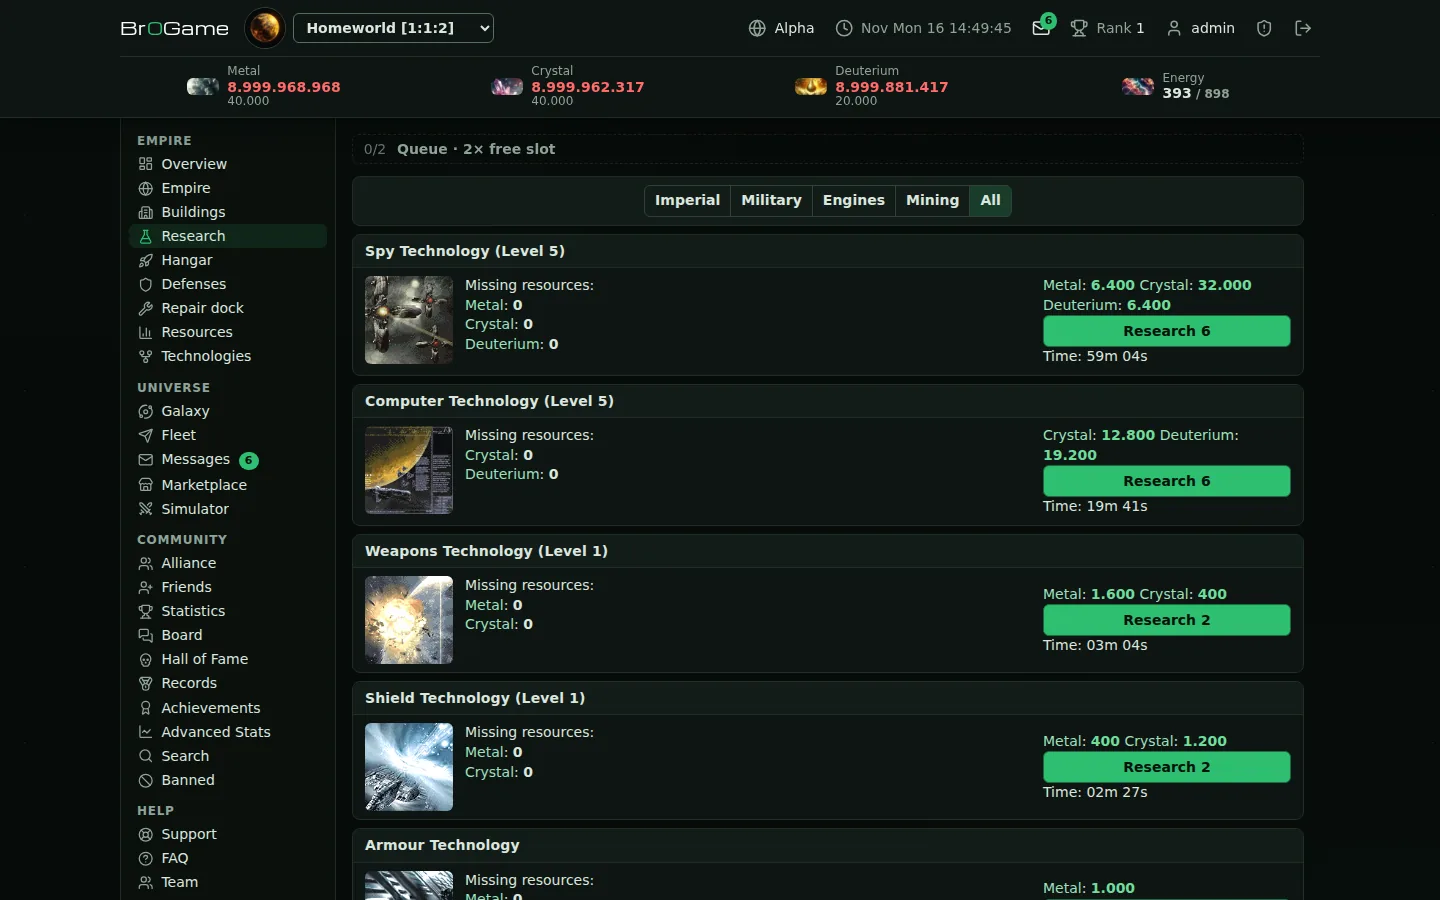 BrOGame
Homeworld [1:1:2]
Alpha
Nov Mon 16 14:49:45
6
Rank 1
admin
Metal
8.999.968.968
40.000
Crystal
8.999.962.317
40.000
Deuterium
8.999.881.417
20.000
Energy
393 / 898
EMPIRE
Overview
Empire
Buildings
Research
Hangar
Defenses
Repair dock
Resources
Technologies
UNIVERSE
Galaxy
Fleet
Messages 6
Marketplace
Simulator
COMMUNITY
Alliance
Friends
Statistics
Board
Hall of Fame
Records
Achievements
Advanced Stats
Search
Banned
HELP
Support
FAQ
Team
0/2 Queue · 2× free slot
Imperial Military Engines Mining All
Spy Technology (Level 5)
Missing resources:
Metal: 0
Crystal: 0
Deuterium: 0
Metal: 6.400 Crystal: 32.000
Deuterium: 6.400
Research 6
Time: 59m 04s
Computer Technology (Level 5)
Missing resources:
Crystal: 0
Deuterium: 0
Crystal: 12.800 Deuterium:
19.200
Research 6
Time: 19m 41s
Weapons Technology (Level 1)
Missing resources:
Metal: 0
Crystal: 0
Metal: 1.600 Crystal: 400
Research 2
Time: 03m 04s
Shield Technology (Level 1)
Missing resources:
Metal: 0
Crystal: 0
Metal: 400 Crystal: 1.200
Research 2
Time: 02m 27s
Armour Technology
Missing resources:
Metal: 0
Metal: 1.000